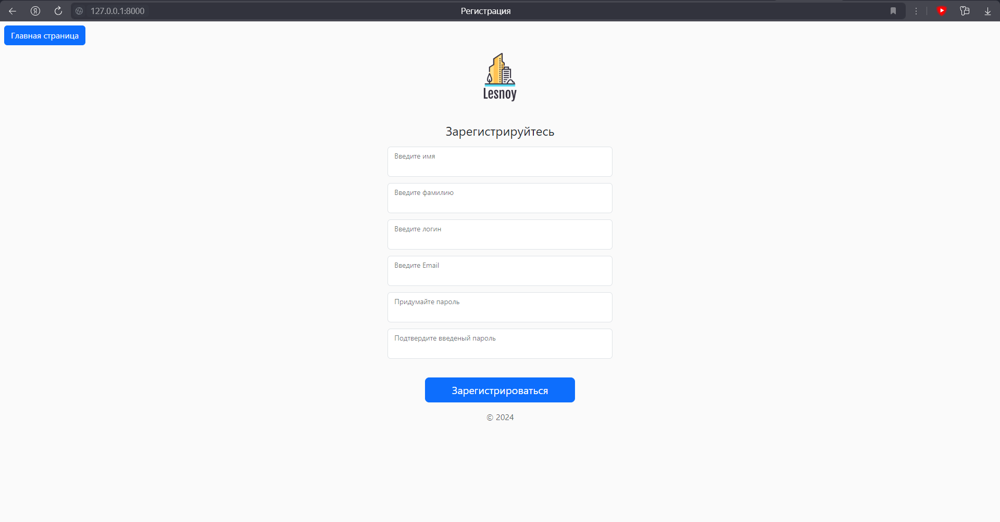 127.0.0.1:8000
Регистрация
Главная страница
Lesnoy
Зарегистрируйтесь
Введите имя
Введите фамилию
Введите логин
Введите Email
Придумайте пароль
Подтвердите введеный пароль
Зарегистрироваться
© 2024